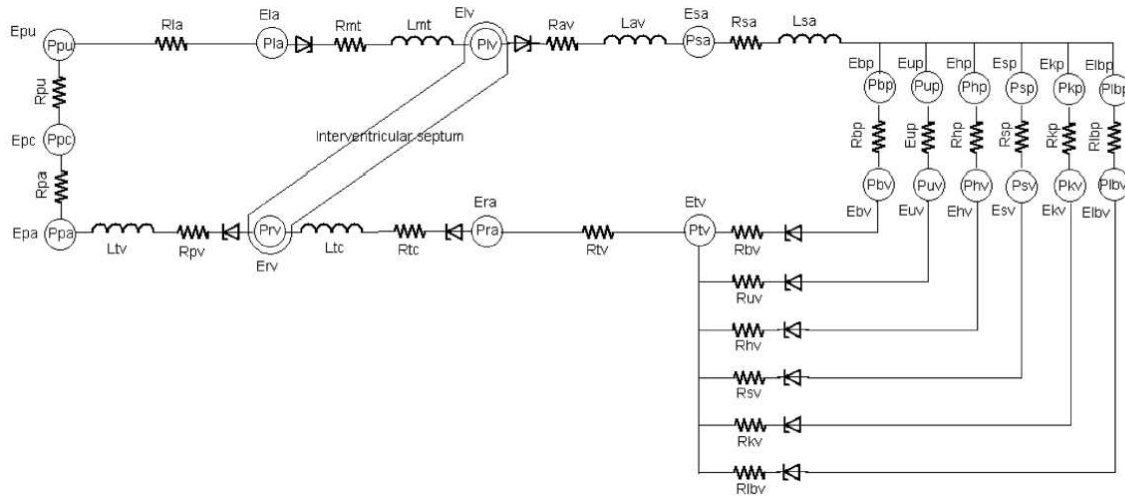 Epu
Ppu
Rla
Ela
Pla
Rmt
Lmt
Elv
Plv
Rav
Lav
Esa
Psa
Rsa
Lsa
Ebp
Eup
Ehp
Esp
Ekp
Elbp
Pbp
Pup
Php
Psp
Pkp
Plbp
Rpu
Epc
Ppc
Interventricular septum
Rbp
Eup
Rhp
Rsp
Rkp
Rlbp
Rpa
Pbv
Puv
Phv
Psv
Pkv
Plbv
Ebv
Euv
Ehv
Esv
Ekv
Elbv
Epa
Ppa
Ltv
Rpv
Prv
Erv
Ltc
Rtc
Era
Pra
Rtv
Etv
Ptv
Rbv
Ruv
Rhv
Rsv
Rkv
Rlbv